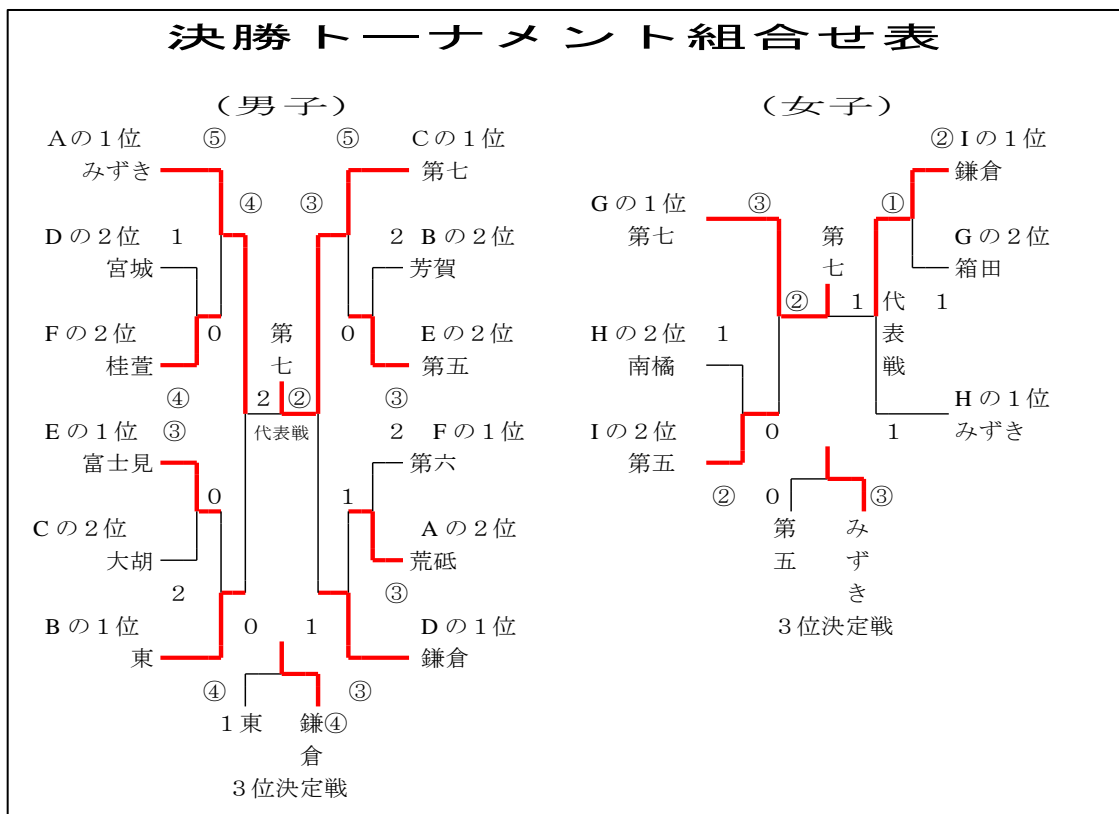 決勝トーナメント組合せ表
（男子）
Aの１位 ⑤ ⑤ Cの１位
みずき 第七
④ ③
Dの２位 1 2 Bの２位
宮城 芳賀
Fの２位 0 第七 0 Eの２位
桂萱 第五
④ 2 ② ③
代表戦
Eの１位 ③ 2 Fの１位
富士見 第六
0 1
Cの２位 Aの２位
大胡 荒砥
2 ③
Bの１位 0 1 Dの１位
東 鎌倉
④ ③
1 東 鎌倉 ④
３位決定戦
（女子）
② Iの１位
鎌倉
Gの１位 ③ ①
第七 第七 Gの２位
箱田
② 1 代表戦 1
Hの２位 1
南橘
Hの１位
Iの２位 0 1 みずき
第五
② 0 ③
第五 みずき
３位決定戦